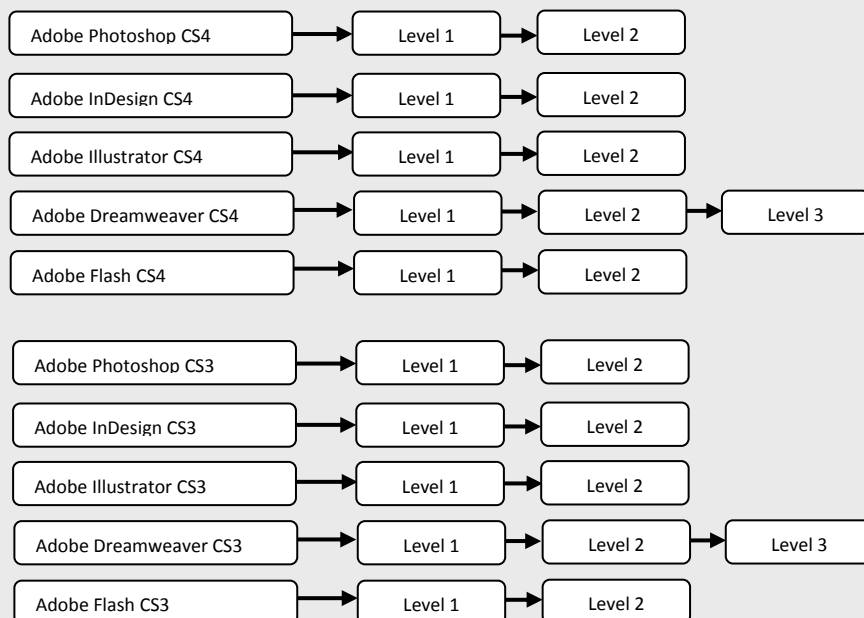 Adobe Photoshop CS4 Level 1 Level 2
Adobe InDesign CS4 Level 1 Level 2
Adobe Illustrator CS4 Level 1 Level 2
Adobe Dreamweaver CS4 Level 1 Level 2 Level 3
Adobe Flash CS4 Level 1 Level 2
Adobe Photoshop CS3 Level 1 Level 2
Adobe InDesign CS3 Level 1 Level 2
Adobe Illustrator CS3 Level 1 Level 2
Adobe Dreamweaver CS3 Level 1 Level 2 Level 3
Adobe Flash CS3 Level 1 Level 2